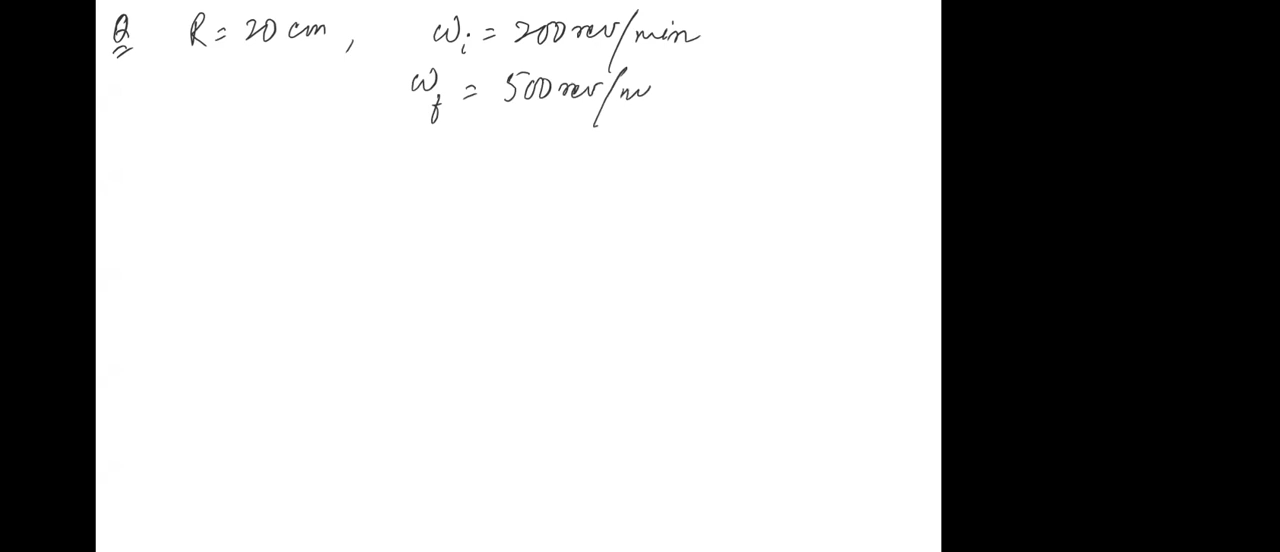 Q R = 20 cm, ωi = 200 rev/min
ωf = 500 rev/m